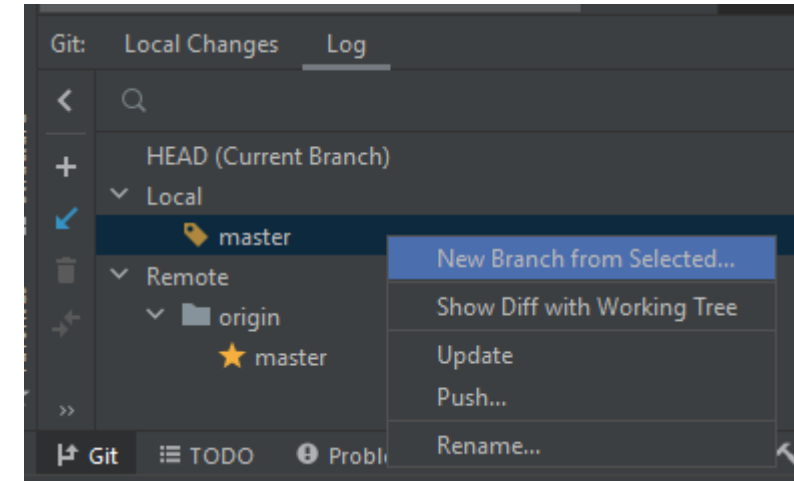 Git: Local Changes Log
HEAD (Current Branch)
Local
master
New Branch from Selected...
Remote
Show Diff with Working Tree
origin
Update
master
Push...
Rename...
Git TODO